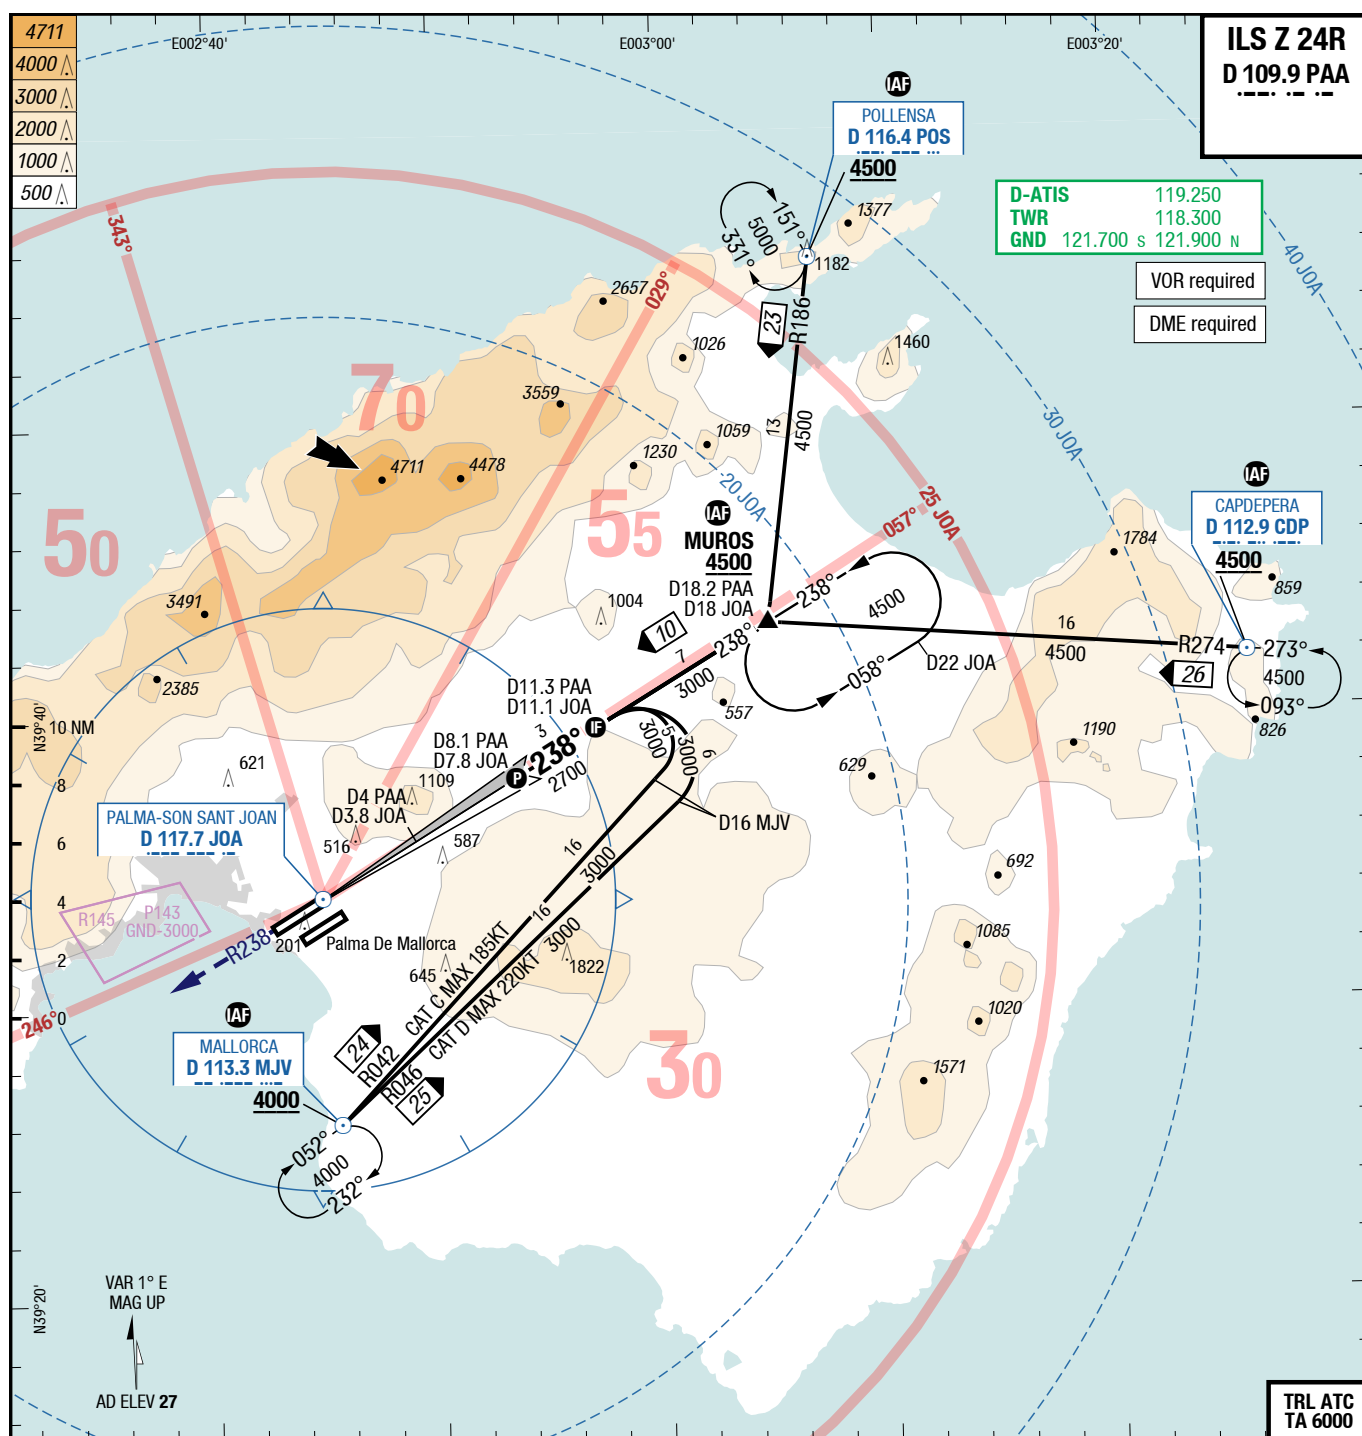 4711
4000
3000
2000
1000
500
E002°40'
E003°00'
E003°20'
ILS Z 24R
D 109.9 PAA
IAF
POLLENSA
D 116.4 POS
4500
D-ATIS 119.250
TWR 118.300
GND 121.700 S 121.900 N
VOR required
DME required
40 JOA
30 JOA
20 JOA
25 JOA
343°
029°
057°
246°
151°
5000
331°
1377
1182
23
R186
13
4500
2657
1026
1460
3559
70
4711
4478
1230
1059
50
55
IAF
MUROS
4500
D18.2 PAA
D18 JOA
IAF
CAPDEPERA
D 112.9 CDP
4500
1784
859
3491
1004
10
238°
238°
4500
058°
D22 JOA
16
4500
R274
26
273°
4500
093°
826
2385
7
3000
557
D11.3 PAA
D11.1 JOA
IF
3
238°
2700
D8.1 PAA
D7.8 JOA
P
5
3000
6
3000
1190
629
N39°40'
10 NM
8
6
4
2
0
621
1109
D4 PAA
D3.8 JOA
516
587
D16 MJV
PALMA-SON SANT JOAN
D 117.7 JOA
692
R145
P143
GND-3000
R238
201
Palma De Mallorca
645
1822
16
3000
16
3000
CAT C MAX 185KT
CAT D MAX 220KT
1085
1020
1571
30
IAF
MALLORCA
D 113.3 MJV
4000
24
R042
R046
25
052°
4000
232°
N39°20'
VAR 1° E
MAG UP
AD ELEV 27
TRL ATC
TA 6000